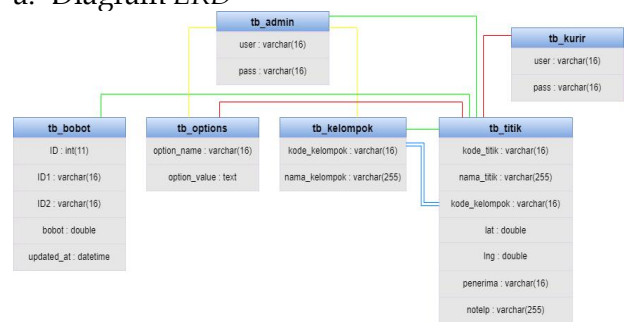 a. Diagram ERD
tb_admin
user : varchar(16)
pass : varchar(16)
tb_kurir
user : varchar(16)
pass : varchar(16)
tb_bobot
ID : int(11)
ID1 : varchar(16)
ID2 : varchar(16)
bobot : double
updated_at : datetime
tb_options
option_name : varchar(16)
option_value : text
tb_kelompok
kode_kelompok : varchar(16)
nama_kelompok : varchar(255)
tb_titik
kode_titik : varchar(16)
nama_titik : varchar(255)
kode_kelompok : varchar(16)
lat : double
lng : double
penerima : varchar(16)
notelp : varchar(255)